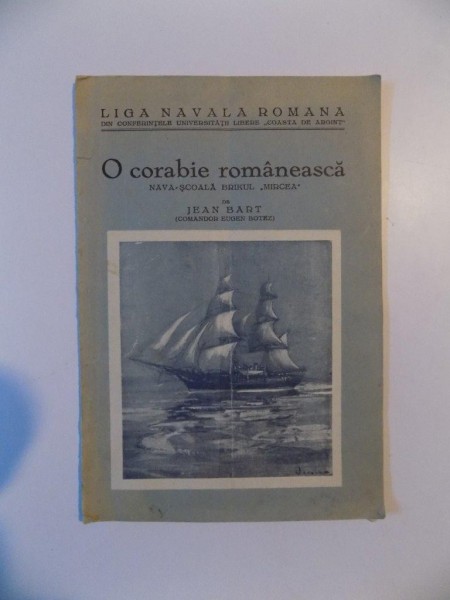 LIGA NAVALA ROMANA
DIN CONFERINȚELE UNIVERSITĂȚII LIBERE „COASTA DE ARGINT"
O corabie românească
NAVA-ȘCOALĂ BRIKUL „MIRCEA"
DE
JEAN BART
(COMANDOR EUGEN BOTEZ)